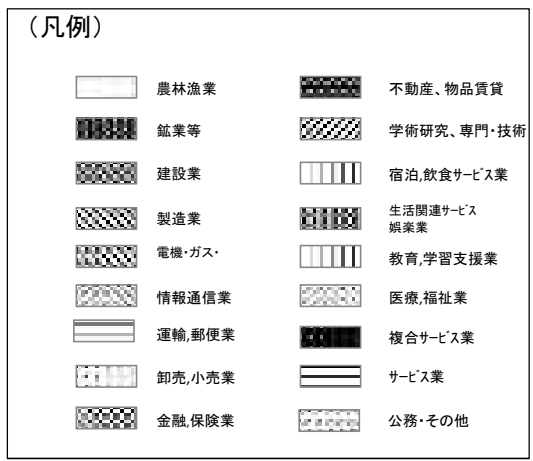 (凡例)
農林漁業
鉱業等
建設業
製造業
電機・ガス・
情報通信業
運輸,郵便業
卸売,小売業
金融,保険業
不動産、物品賃貸
学術研究、専門・技術
宿泊,飲食サービス業
生活関連サービス
娯楽業
教育,学習支援業
医療,福祉業
複合サービス業
サービス業
公務・その他